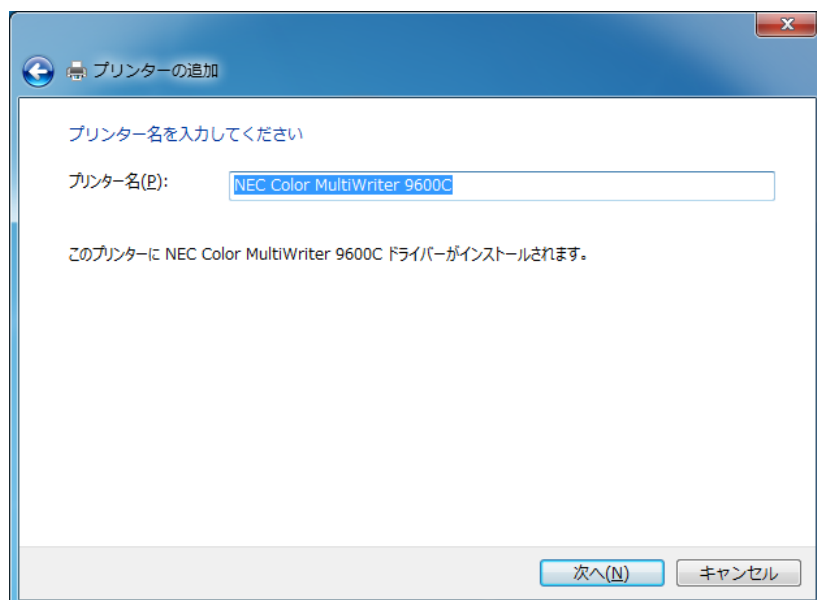 プリンターの追加
プリンター名を入力してください
プリンター名(P): NEC Color MultiWriter 9600C
このプリンターに NEC Color MultiWriter 9600C ドライバーがインストールされます。
次へ(N) キャンセル